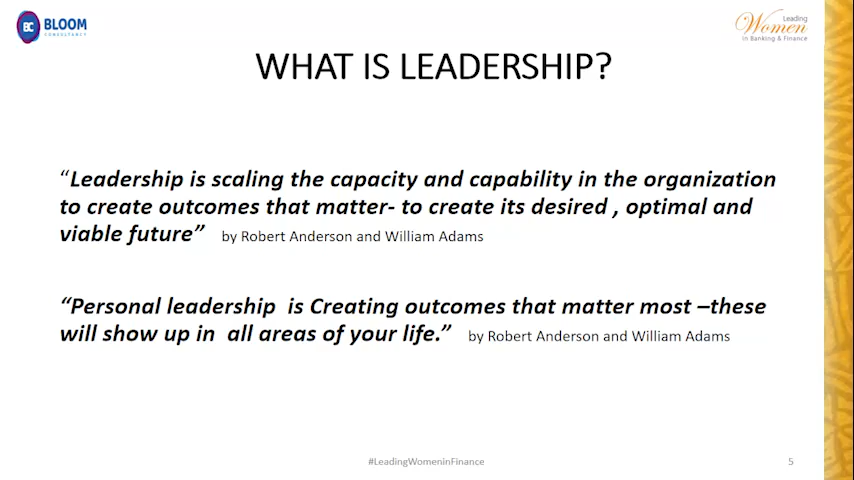 BC BLOOM
CONSULTANCY
Leading
Women
in Banking & Finance
WHAT IS LEADERSHIP?
“Leadership is scaling the capacity and capability in the organization
to create outcomes that matter- to create its desired , optimal and
viable future” by Robert Anderson and William Adams
“Personal leadership  is Creating outcomes that matter most –these
will show up in  all areas of your life.” by Robert Anderson and William Adams
#LeadingWomeninFinance
5